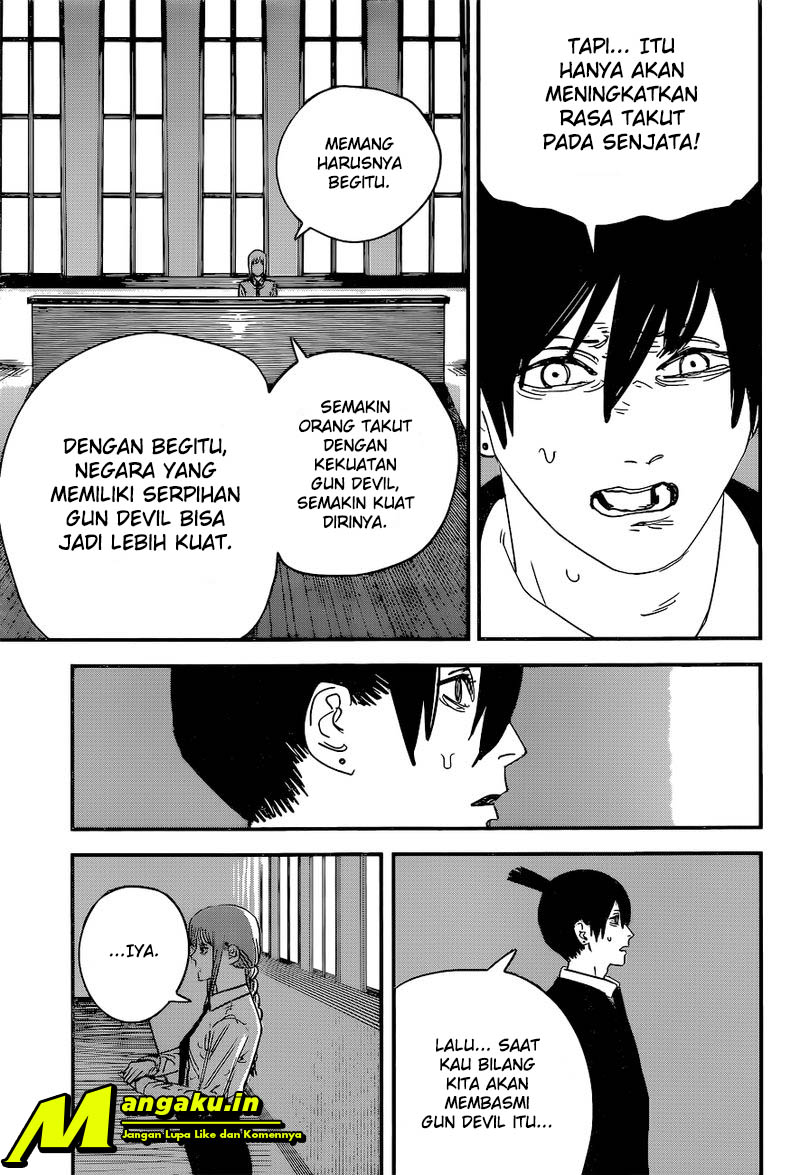 TAPI... ITU
HANYA AKAN
MENINGKATKAN
RASA TAKUT
PADA SENJATA!
MEMANG
HARUSNYA
BEGITU.
SEMAKIN
ORANG TAKUT
DENGAN
KEKUATAN
GUN DEVIL,
SEMAKIN KUAT
DIRINYA.
DENGAN BEGITU,
NEGARA YANG
MEMILIKI SERPIHAN
GUN DEVIL BISA
JADI LEBIH KUAT.
LALU... SAAT
KAU BILANG
KITA AKAN
MEMBASMI
GUN DEVIL ITU...
...IYA.
Mangaku.in
Jangan Lupa Like dan Komennya